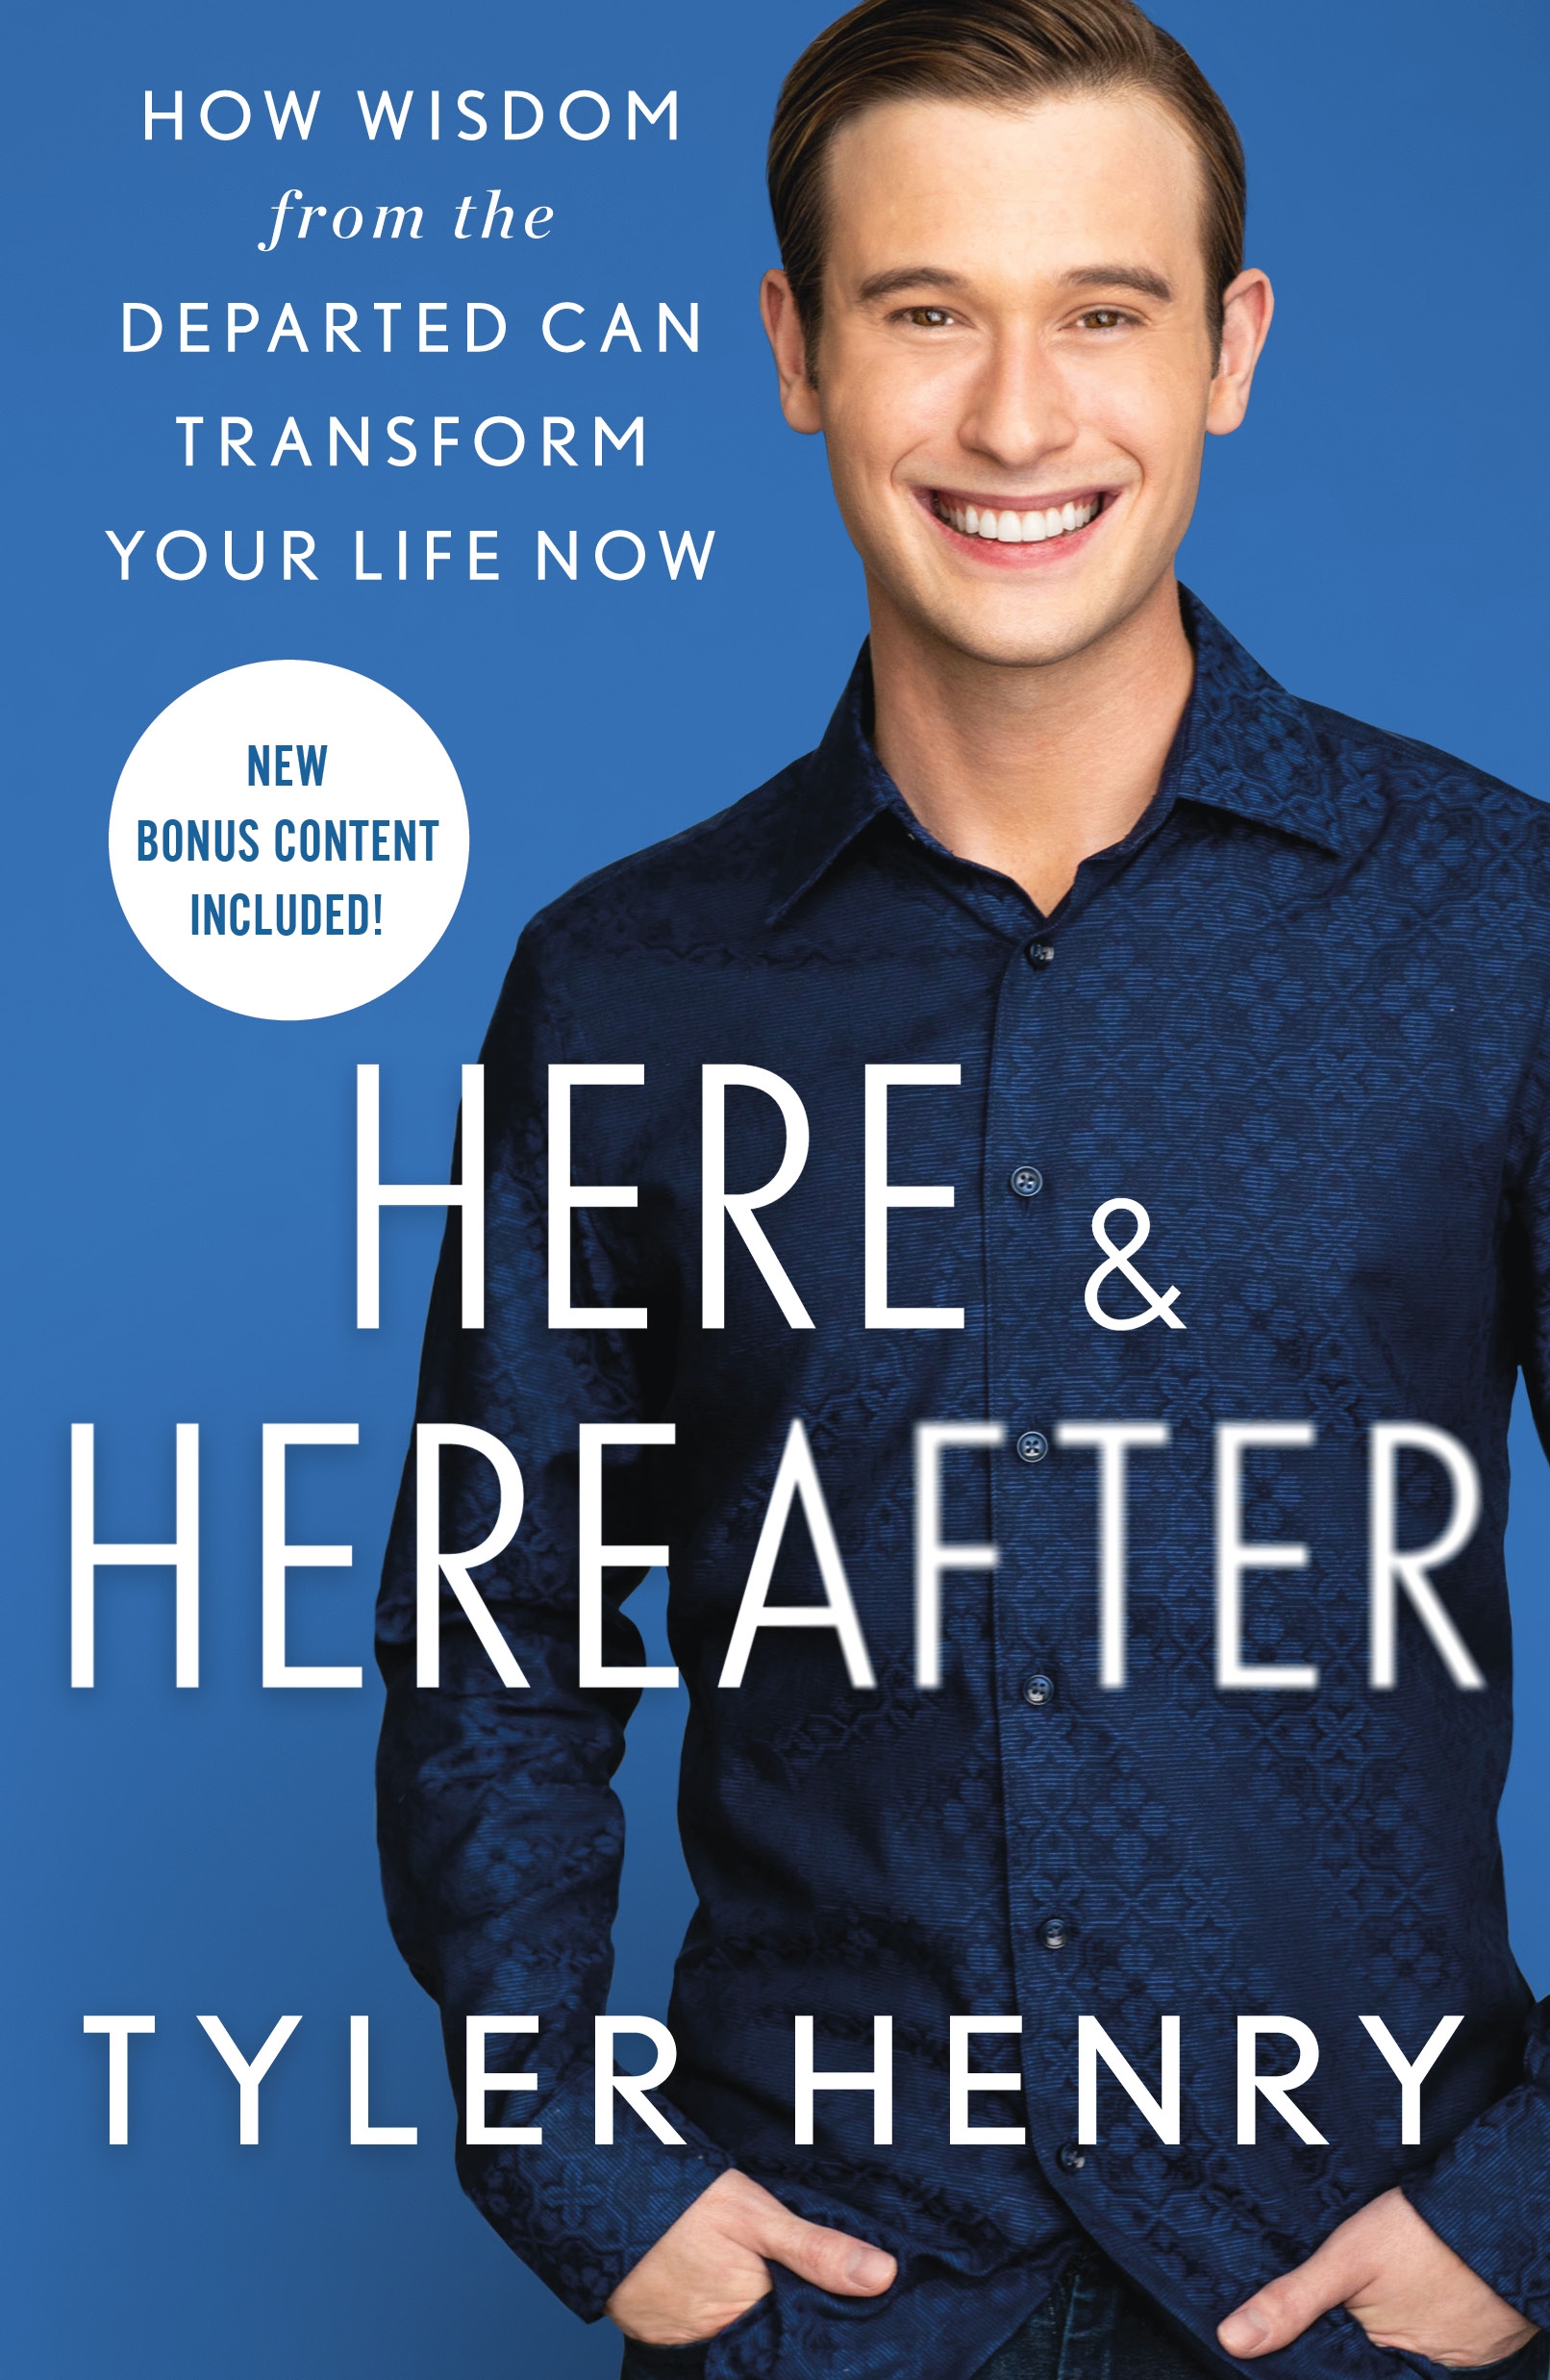 HOW WISDOM
from the
DEPARTED CAN
TRANSFORM
YOUR LIFE NOW
NEW
BONUS CONTENT
INCLUDED!
HERE &
HEREAFTER
TYLER HENRY